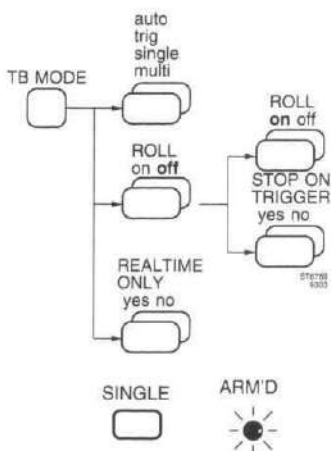 auto
trig
single
multi
TB MODE
ROLL
on off
ROLL
on off
STOP ON
TRIGGER
yes no
REALTIME
ONLY
yes no
SINGLE
ARM'D